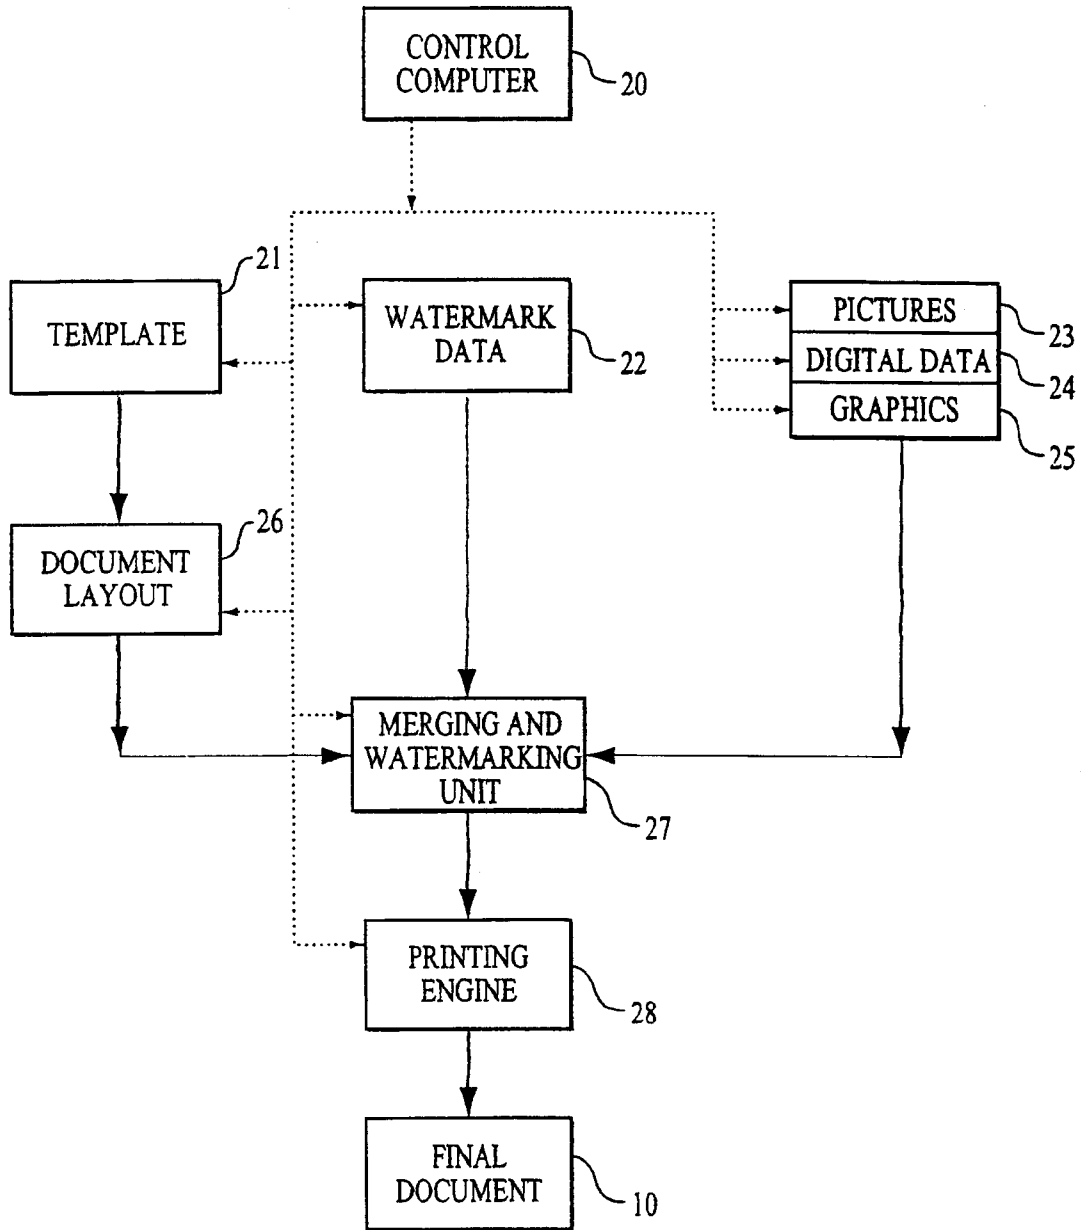 CONTROL
COMPUTER
20
21
TEMPLATE
WATERMARK
DATA
22
PICTURES
23
DIGITAL DATA
24
GRAPHICS
25
26
DOCUMENT
LAYOUT
MERGING AND
WATERMARKING
UNIT
27
PRINTING
ENGINE
28
FINAL
DOCUMENT
10